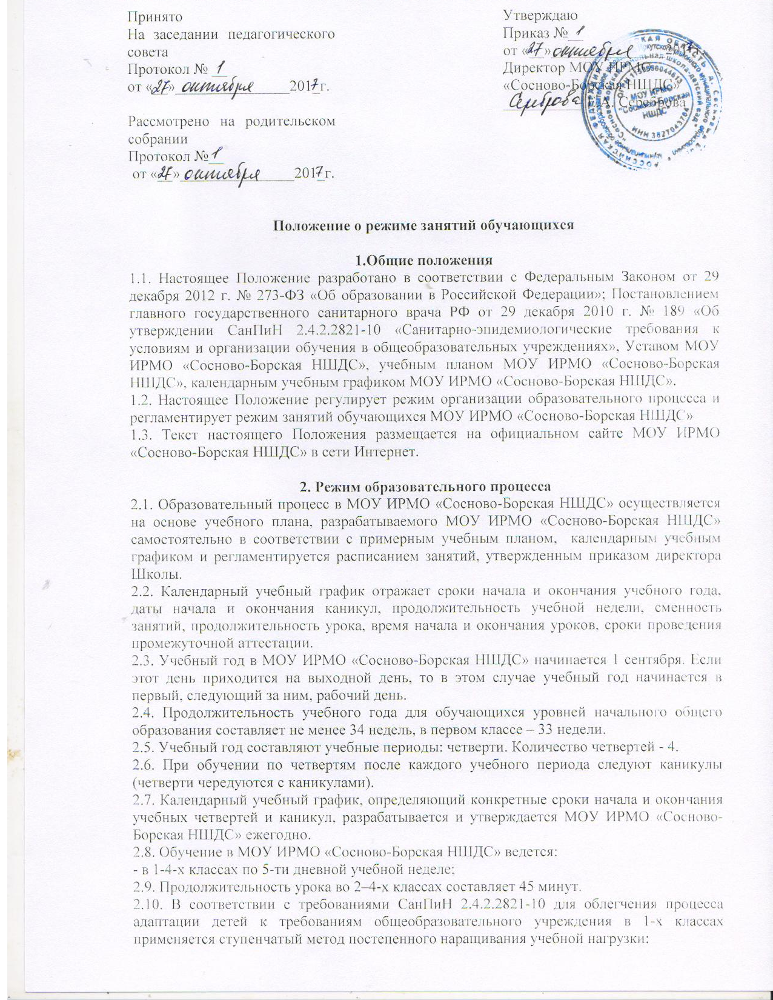 Принято
На заседании педагогического
совета
Протокол № 1
от «27» октября 2017г.
Рассмотрено на родительском
собрании
Протокол № 1
от «27» октября 2017г.
Утверждаю
Приказ № 1
от «27» октября 2017г.
Директор МОУ ИРМО
«Сосново-Борская НШДС»
Сереброва Е.А. Сереброва
МОУ ИРМО
"Сосново-Борская
НШДС"
Положение о режиме занятий обучающихся
1.Общие положения
1.1. Настоящее Положение разработано в соответствии с Федеральным Законом от 29
декабря 2012 г. № 273-ФЗ «Об образовании в Российской Федерации»; Постановлением
главного государственного санитарного врача РФ от 29 декабря 2010 г. № 189 «Об
утверждении СанПиН 2.4.2.2821-10 «Санитарно-эпидемиологические требования к
условиям и организации обучения в общеобразовательных учреждениях», Уставом МОУ
ИРМО «Сосново-Борская НШДС», учебным планом МОУ ИРМО «Сосново-Борская
НШДС», календарным учебным графиком МОУ ИРМО «Сосново-Борская НШДС».
1.2. Настоящее Положение регулирует режим организации образовательного процесса и
регламентирует режим занятий обучающихся МОУ ИРМО «Сосново-Борская НШДС»
1.3. Текст настоящего Положения размещается на официальном сайте МОУ ИРМО
«Сосново-Борская НШДС» в сети Интернет.
2. Режим образовательного процесса
2.1. Образовательный процесс в МОУ ИРМО «Сосново-Борская НШДС» осуществляется
на основе учебного плана, разрабатываемого МОУ ИРМО «Сосново-Борская НШДС»
самостоятельно в соответствии с примерным учебным планом, календарным учебным
графиком и регламентируется расписанием занятий, утвержденным приказом директора
Школы.
2.2. Календарный учебный график отражает сроки начала и окончания учебного года,
даты начала и окончания каникул, продолжительность учебной недели, сменность
занятий, продолжительность урока, время начала и окончания уроков, сроки проведения
промежуточной аттестации.
2.3. Учебный год в МОУ ИРМО «Сосново-Борская НШДС» начинается 1 сентября. Если
этот день приходится на выходной день, то в этом случае учебный год начинается в
первый, следующий за ним, рабочий день.
2.4. Продолжительность учебного года для обучающихся уровней начального общего
образования составляет не менее 34 недель, в первом классе – 33 недели.
2.5. Учебный год составляют учебные периоды: четверти. Количество четвертей - 4.
2.6. При обучении по четвертям после каждого учебного периода следуют каникулы
(четверти чередуются с каникулами).
2.7. Календарный учебный график, определяющий конкретные сроки начала и окончания
учебных четвертей и каникул, разрабатывается и утверждается МОУ ИРМО «Сосново-
Борская НШДС» ежегодно.
2.8. Обучение в МОУ ИРМО «Сосново-Борская НШДС» ведется:
- в 1-4-х классах по 5-ти дневной учебной неделе;
2.9. Продолжительность урока во 2–4-х классах составляет 45 минут.
2.10. В соответствии с требованиями СанПиН 2.4.2.2821-10 для облегчения процесса
адаптации детей к требованиям общеобразовательного учреждения в 1-х классах
применяется ступенчатый метод постепенного наращивания учебной нагрузки: